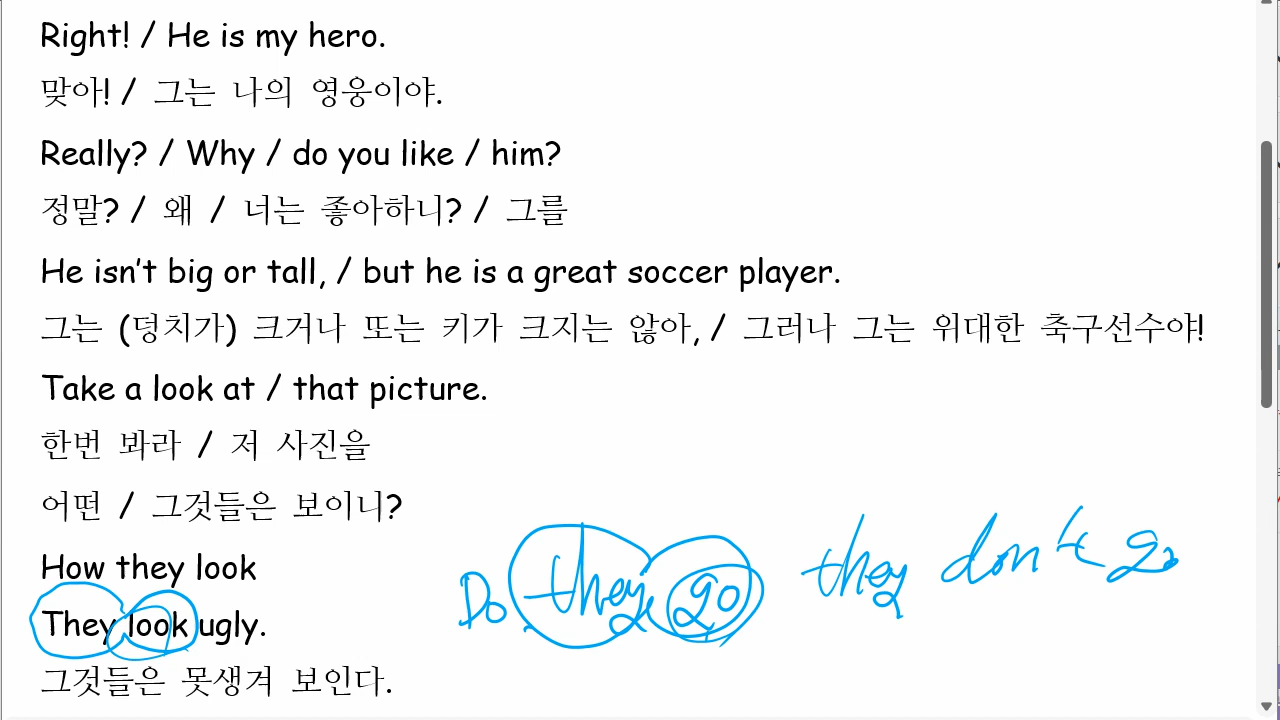 Right! / He is my hero.
맞아! / 그는 나의 영웅이야.
Really? / Why / do you like / him?
정말? / 왜 / 너는 좋아하니? / 그를
He isn't big or tall, / but he is a great soccer player.
그는 (덩치가) 크거나 또는 키가 크지는 않아, / 그러나 그는 위대한 축구선수야!
Take a look at / that picture.
한번 봐라 / 저 사진을
어떤 / 그것들은 보이니?
How they look
They look ugly.
Do they go
they don't go
그것들은 못생겨 보인다.